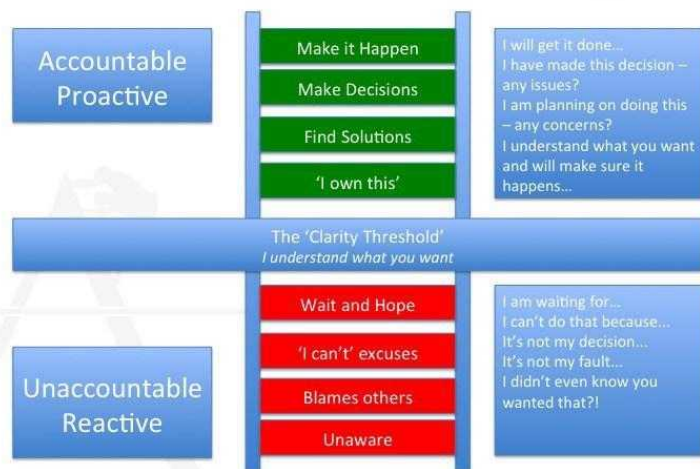 Accountable
Proactive
Make it Happen
Make Decisions
Find Solutions
‘I own this’
I will get it done...
I have made this decision –
any issues?
I am planning on doing this
– any concerns?
I understand what you want
and will make sure it
happens...
The ‘Clarity Threshold’
I understand what you want
Unaccountable
Reactive
Wait and Hope
‘I can’t’ excuses
Blames others
Unaware
I am waiting for...
I can’t do that because...
It’s not my decision...
It’s not my fault...
I didn’t even know you
wanted that?!